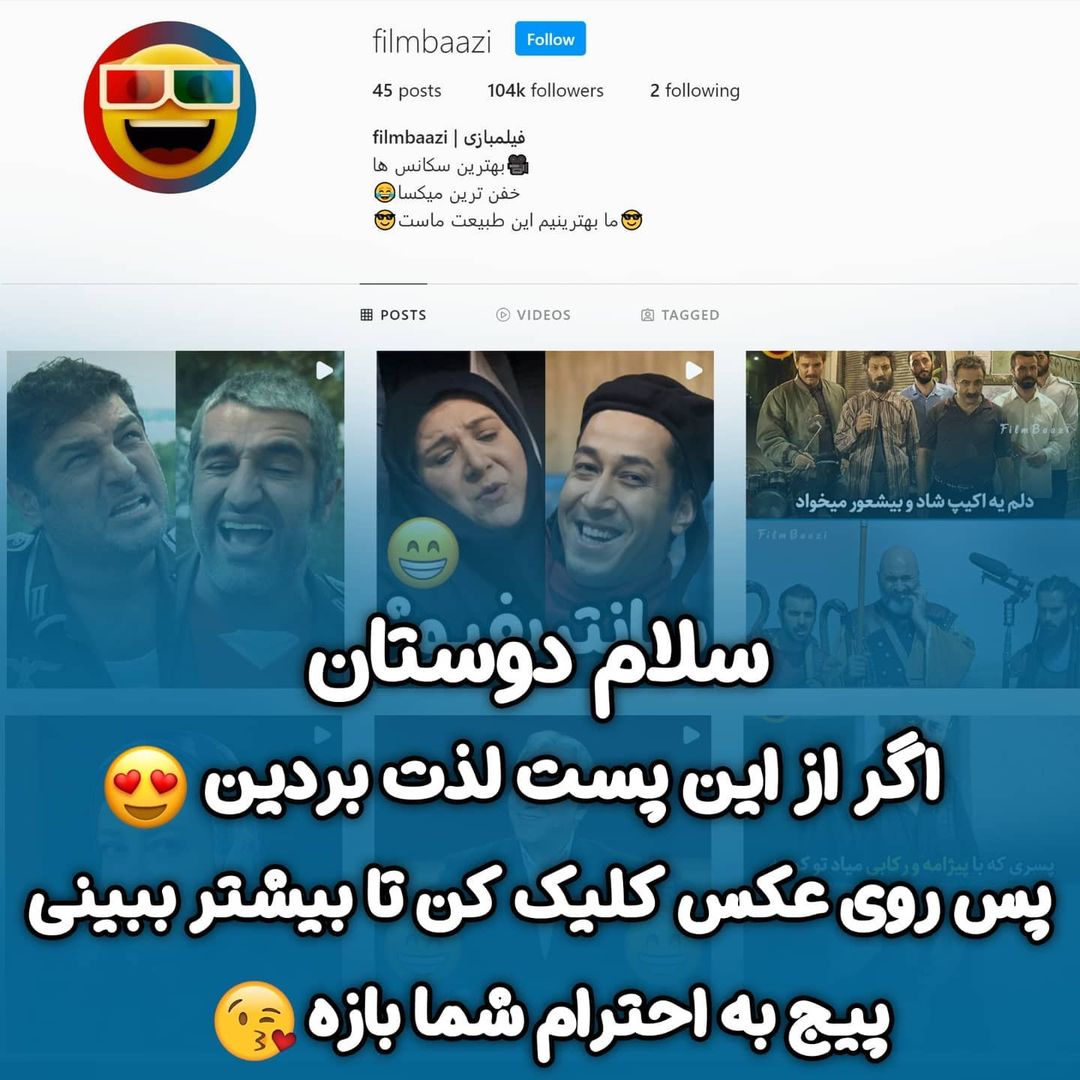 filmbaazi
Follow
45 posts 104k followers 2 following
filmbaazi | فیلمبازی
🎥بهترین سکانس ها
خفن ترین میکسا😂
😎ما بهترینیم این طبیعت ماست😎
POSTS VIDEOS TAGGED
FilmBaazi
دلم یه اکیپ شاد و بیشعور میخواد
FilmBaazi
سلام دوستان
اگر از این پست لذت بردین 😍
پسری که با پیژامه و رکابی میاد تو
پس روی عکس کلیک کن تا بیشتر ببینی
پیج به احترام شما بازه 😘